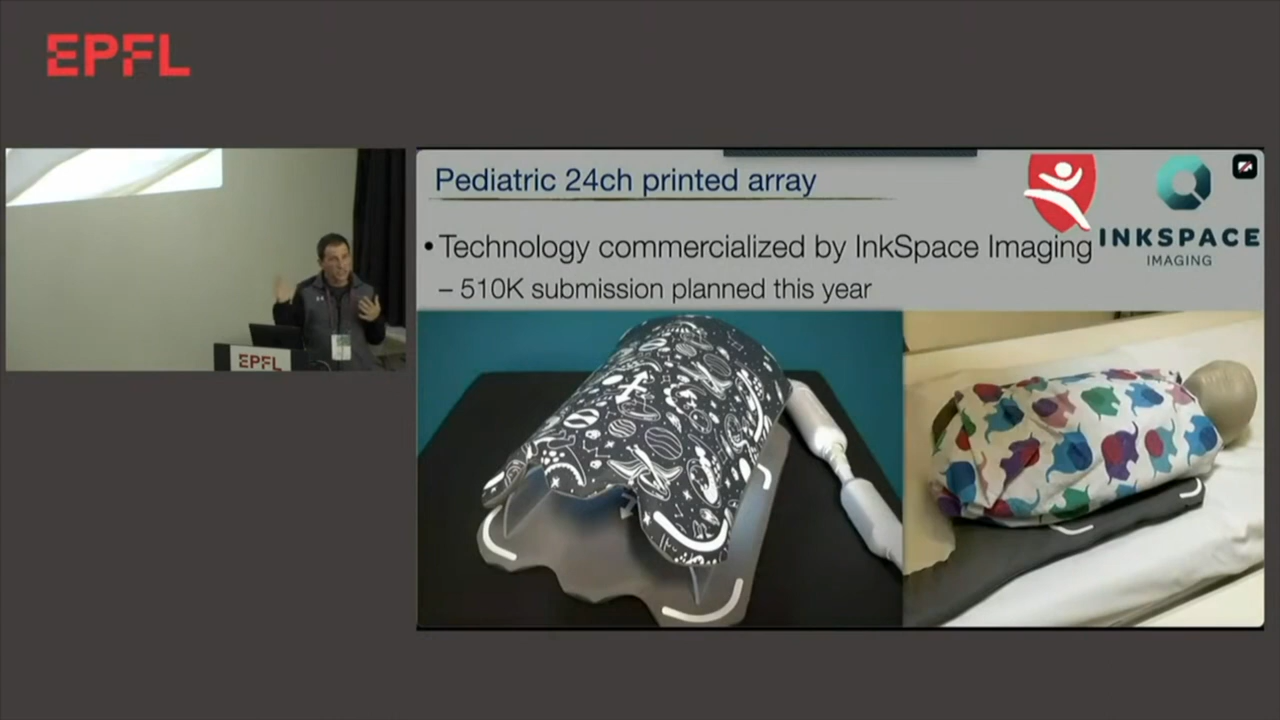 EPFL
EPFL
Pediatric 24ch printed array
• Technology commercialized by InkSpace Imaging
– 510K submission planned this year
INKSPACE
IMAGING